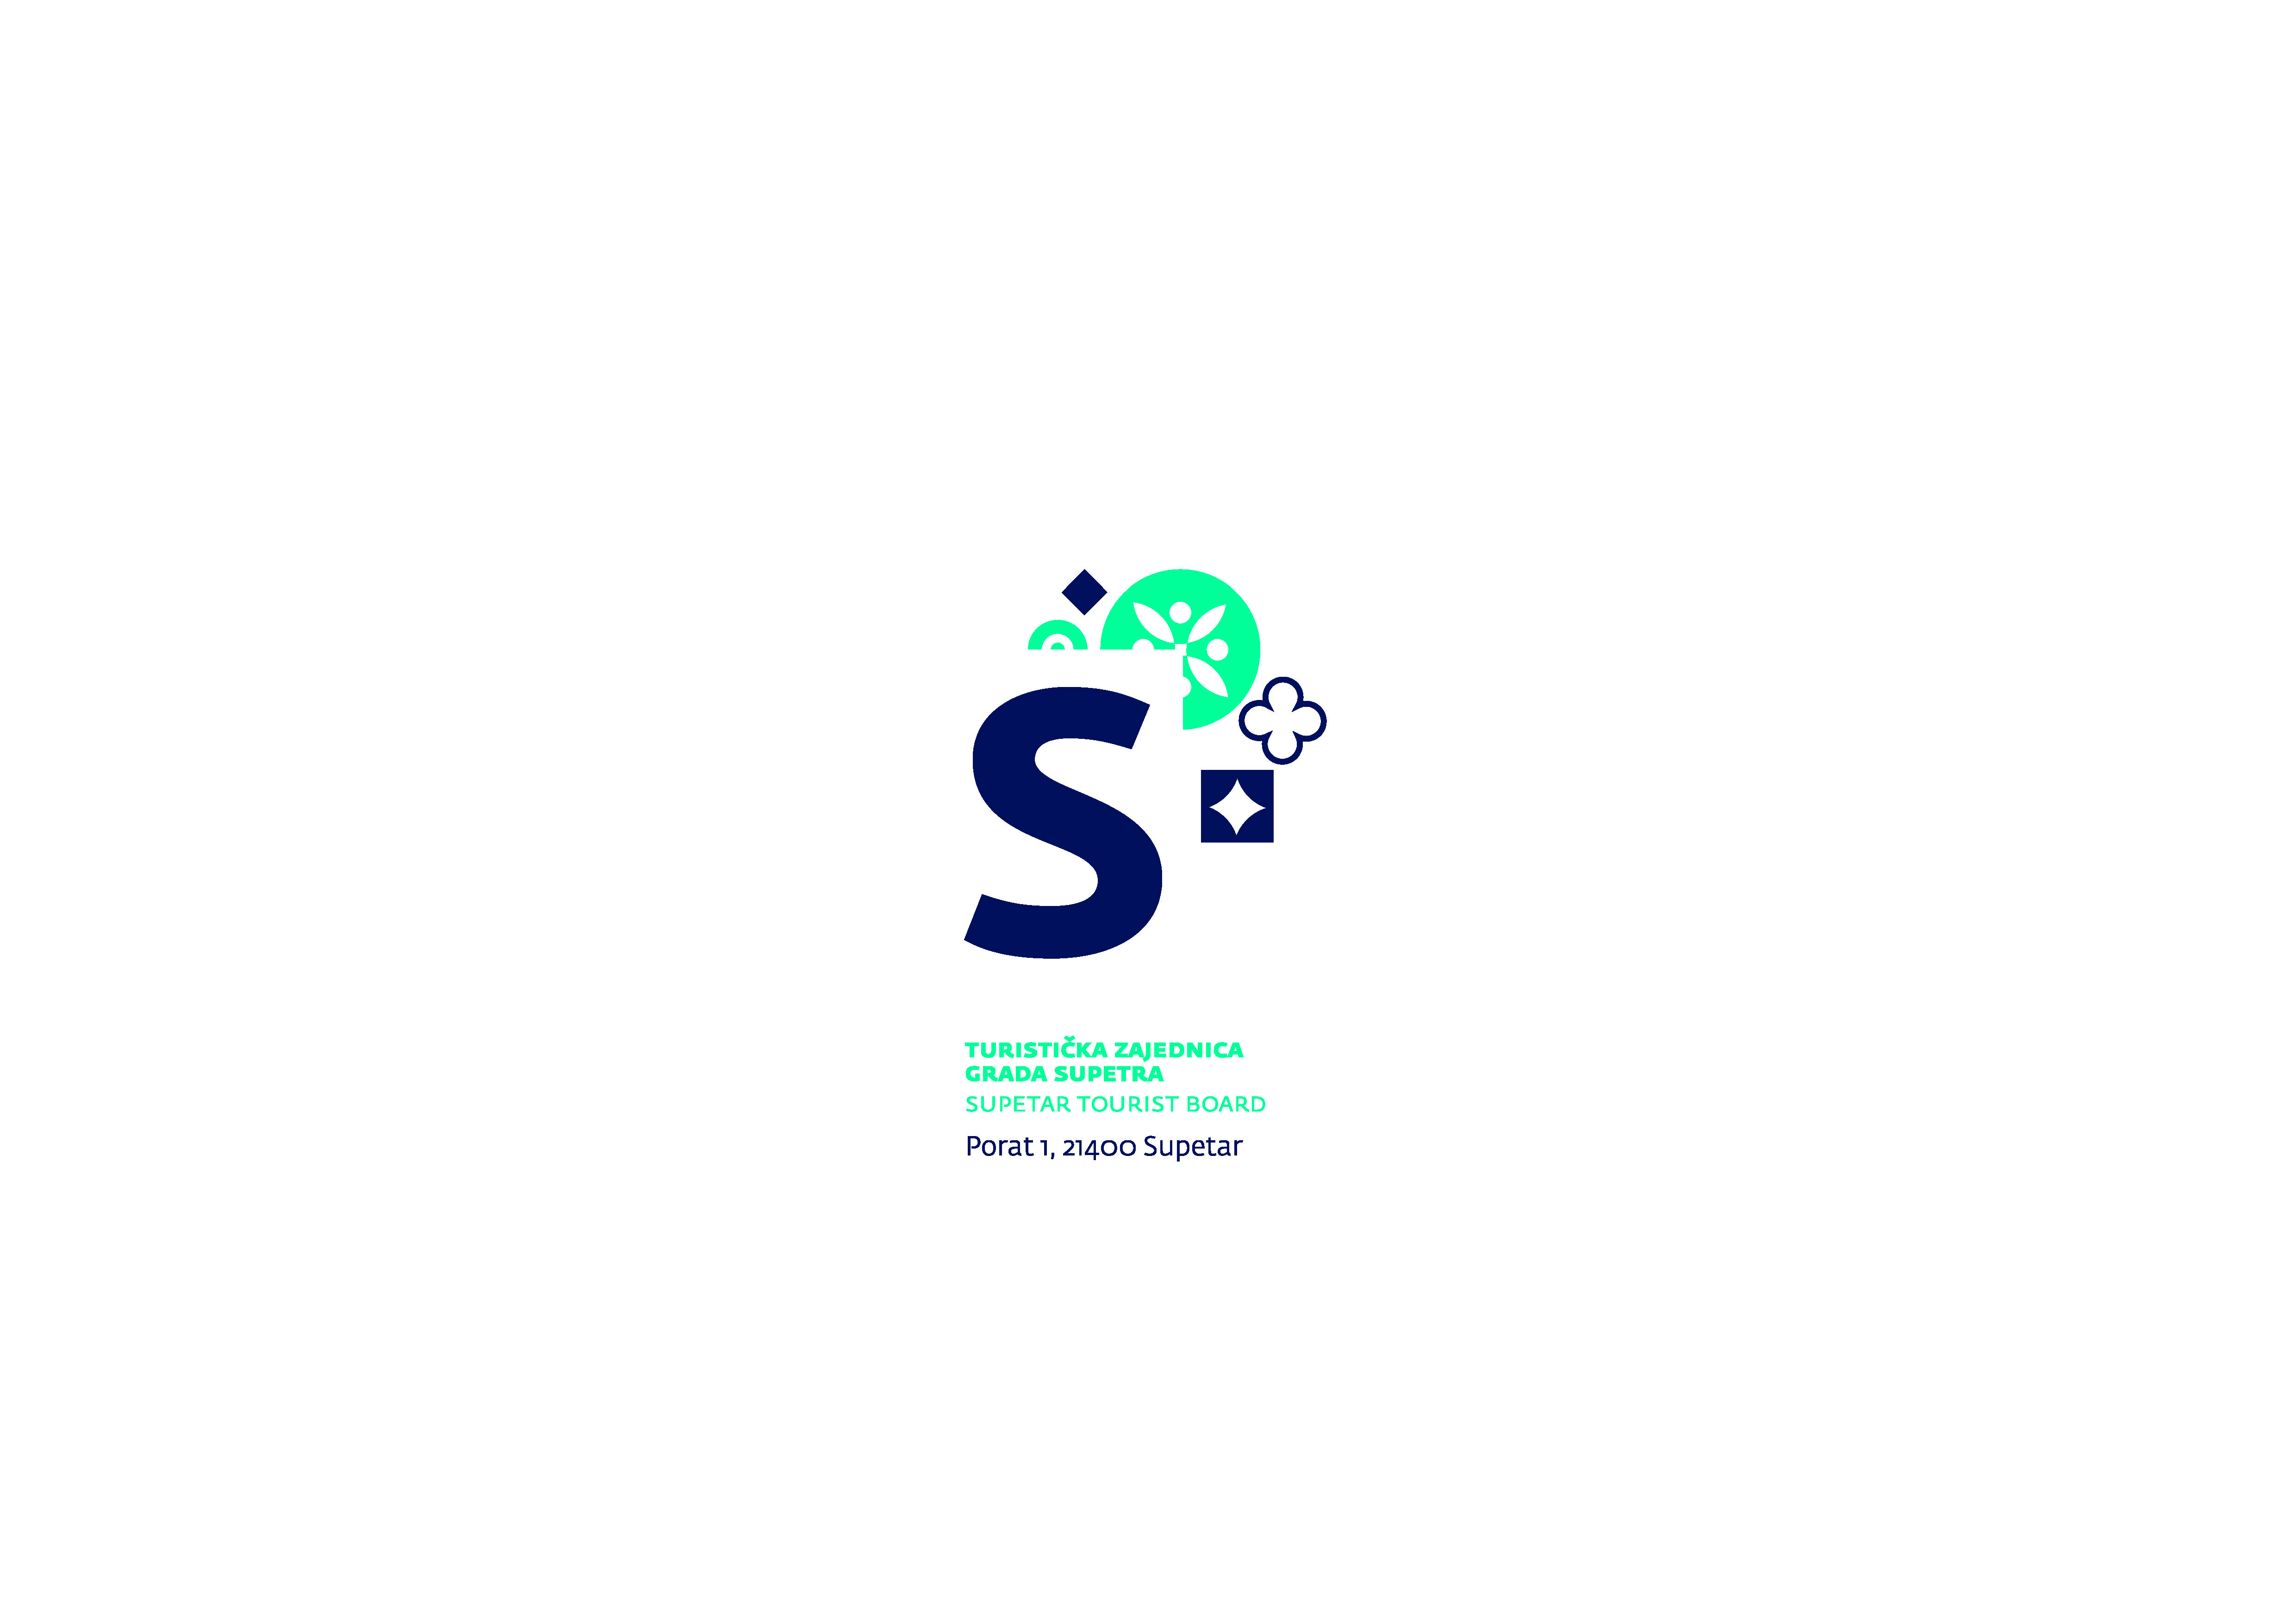 S
TURISTIČKA ZAJEDNICA
GRADA SUPETRA
SUPETAR TOURIST BOARD
Porat 1, 21400 Supetar